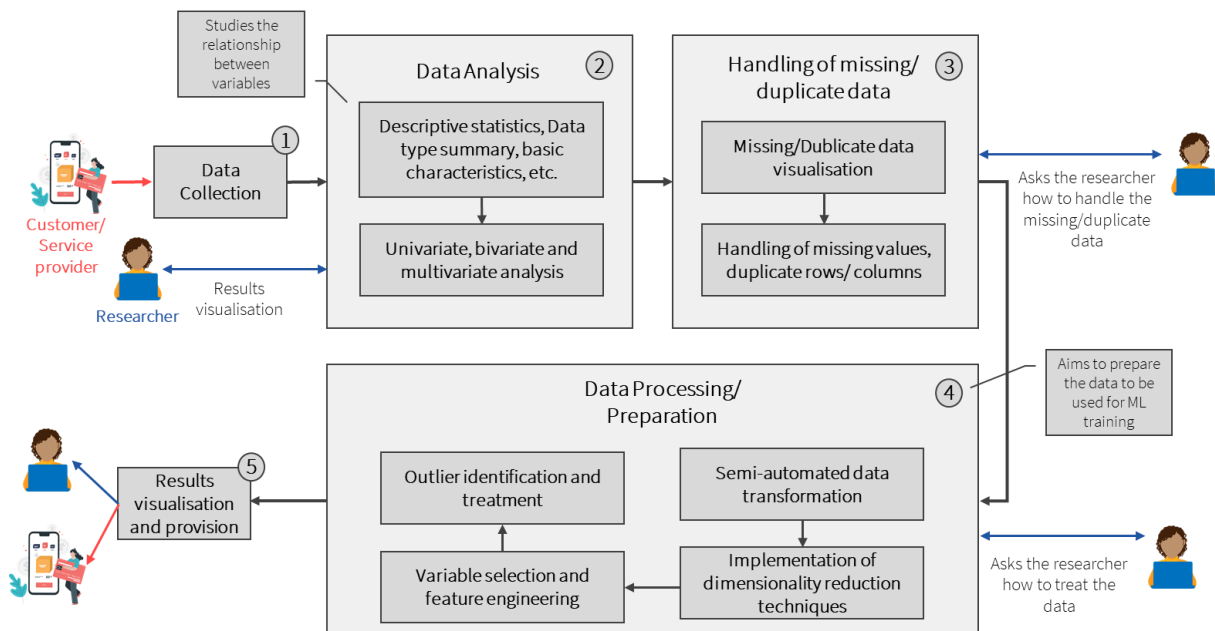 Studies the
relationship
between
variables
Data Analysis
2
Handling of missing/
duplicate data
3
1
Data
Collection
Descriptive statistics, Data
type summary, basic
characteristics, etc.
Missing/Dublicate data
visualisation
Customer/
Service
provider
Univariate, bivariate and
multivariate analysis
Handling of missing values,
duplicate rows/ columns
Asks the researcher
how to handle the
missing/duplicate
data
Results
visualisation
Researcher
Data Processing/
Preparation
4
Aims to prepare
the data to be
used for ML
training
5
Results
visualisation
and provision
Outlier identification and
treatment
Semi-automated data
transformation
Variable selection and
feature engineering
Implementation of
dimensionality reduction
techniques
Asks the researcher
how to treat the
data